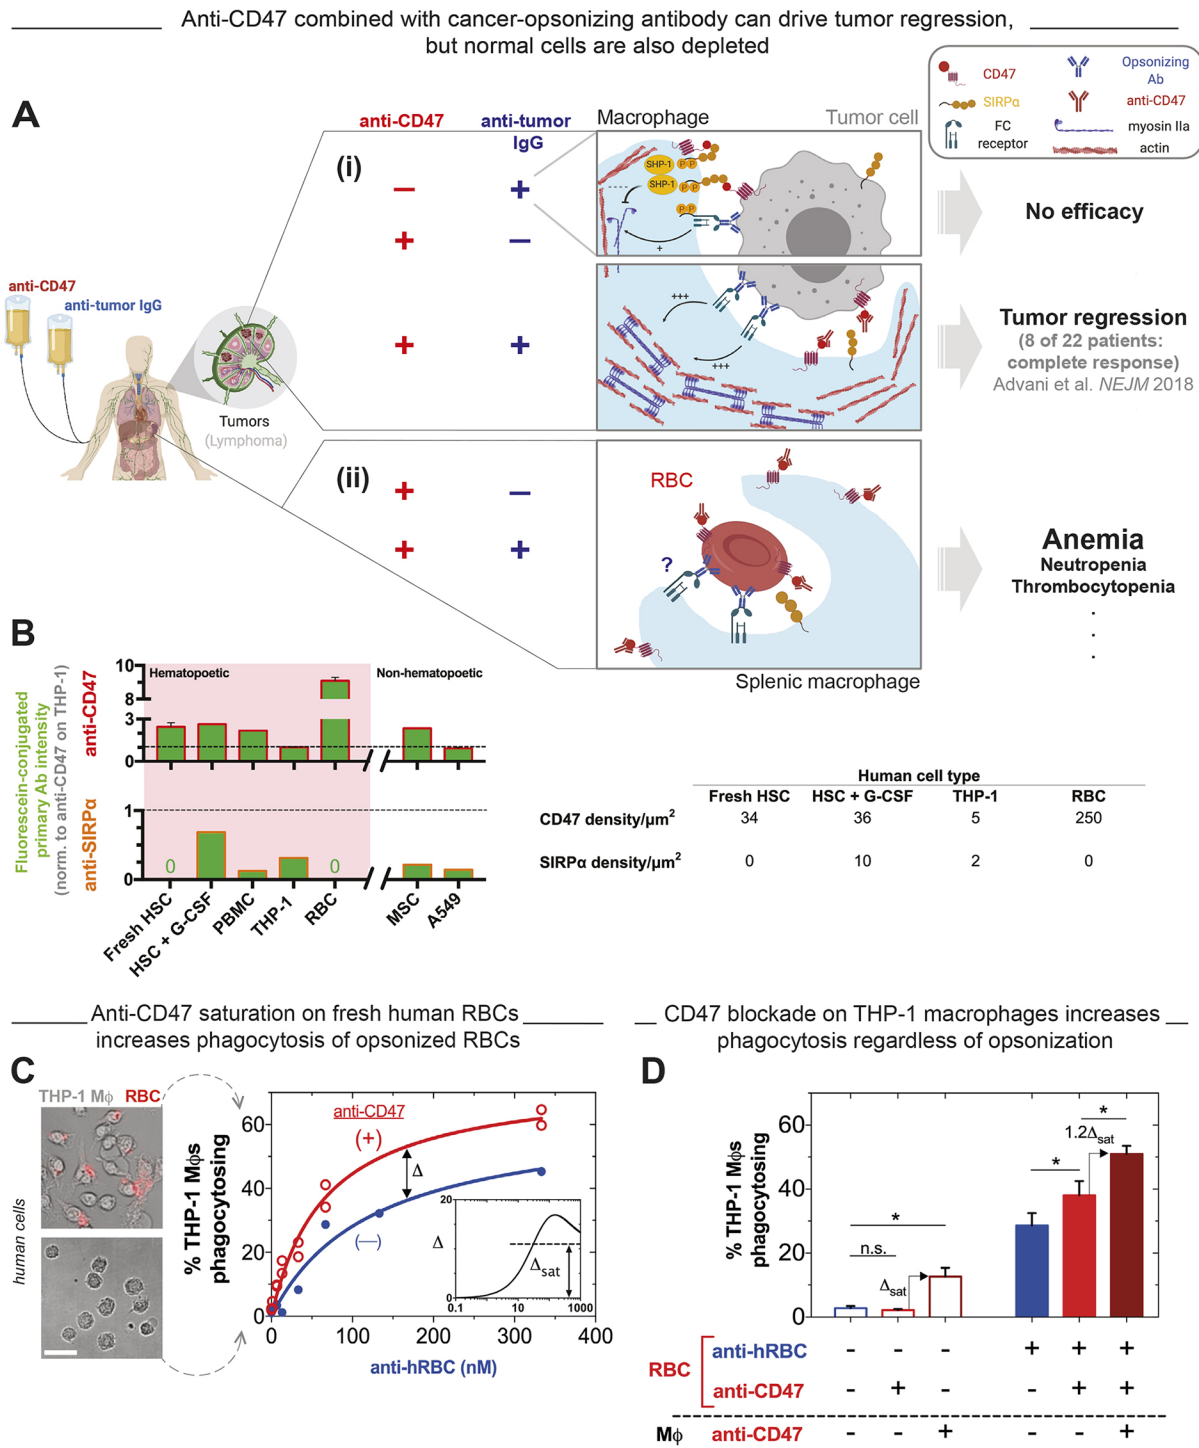 Anti-CD47 combined with cancer-opsonizing antibody can drive tumor regression,
but normal cells are also depleted
CD47
Opsonizing
Ab
SIRPα
anti-CD47
FC
receptor
myosin IIa
actin
A
anti-CD47
anti-tumor
IgG
Macrophage
Tumor cell
(i)
− +
SHP-1
P P
SHP-1
P P
P P
+
No efficacy
+ −
anti-CD47
anti-tumor IgG
Tumors
(Lymphoma)
+ +
+++
+++
Tumor regression
(8 of 22 patients:
complete response)
Advani et al. NEJM 2018
(ii)
+ −
+ +
RBC
?
Splenic macrophage
Anemia
Neutropenia
Thrombocytopenia
.
.
.
B
Fluorescein-conjugated
primary Ab intensity
(norm. to anti-CD47 on THP-1)
anti-CD47
anti-SIRPα
Hematopoetic
Non-hematopoetic
10
8
3
0
1
0
0 0
Fresh HSC
HSC + G-CSF
PBMC
THP-1
RBC
MSC
A549
Human cell type
Fresh HSC HSC + G-CSF THP-1 RBC
CD47 density/µm2 34 36 5 250
SIRPα density/µm2 0 10 2 0
Anti-CD47 saturation on fresh human RBCs
increases phagocytosis of opsonized RBCs
C
THP-1 Mϕ RBC
human cells
% THP-1 Mϕs
phagocytosing
60
40
20
0
anti-CD47
(+)
Δ
(—)
20
Δ
10
0
Δsat
0.1 10 1000
0 100 200 300 400
anti-hRBC (nM)
CD47 blockade on THP-1 macrophages increases
phagocytosis regardless of opsonization
D
% THP-1 Mϕs
phagocytosing
60
40
20
0
*
n.s.
Δsat
*
*
1.2Δsat
RBC
anti-hRBC - - - + + +
anti-CD47 - + - - + +
Mϕ anti-CD47 - - + - - +